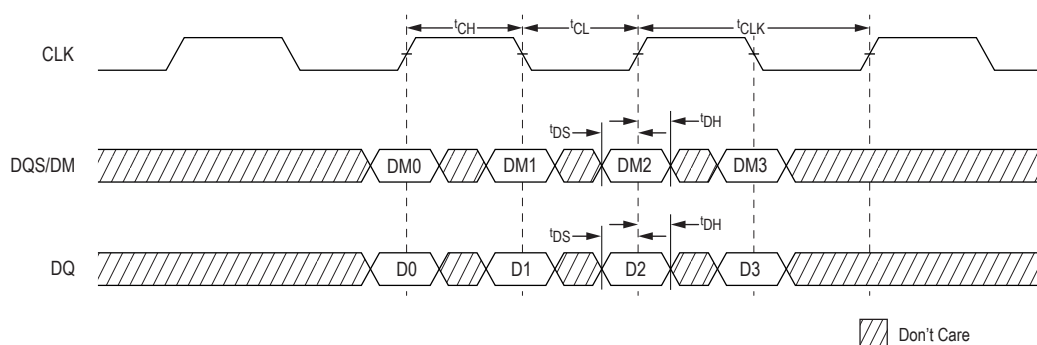 tCH tCL tCLK
CLK
tDS tDH
DQS/DM DM0 DM1 DM2 DM3
tDS tDH
DQ D0 D1 D2 D3
Don't Care